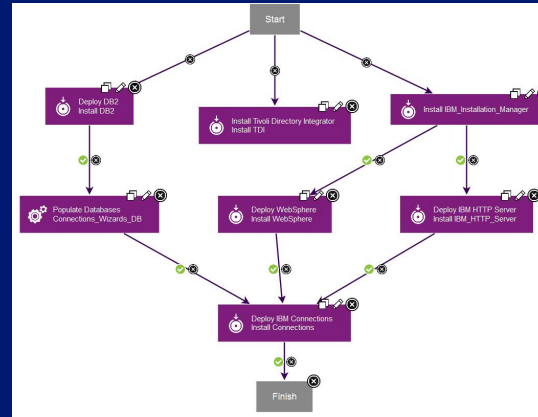 Start
Deploy DB2
Install DB2
Install Tivoli Directory Integrator
Install TDI
Install IBM_Installation_Manager
Populate Databases
Connections_Wizards_DB
Deploy WebSphere
Install WebSphere
Deploy IBM HTTP Server
Install IBM_HTTP_Server
Deploy IBM Connections
Install Connections
Finish